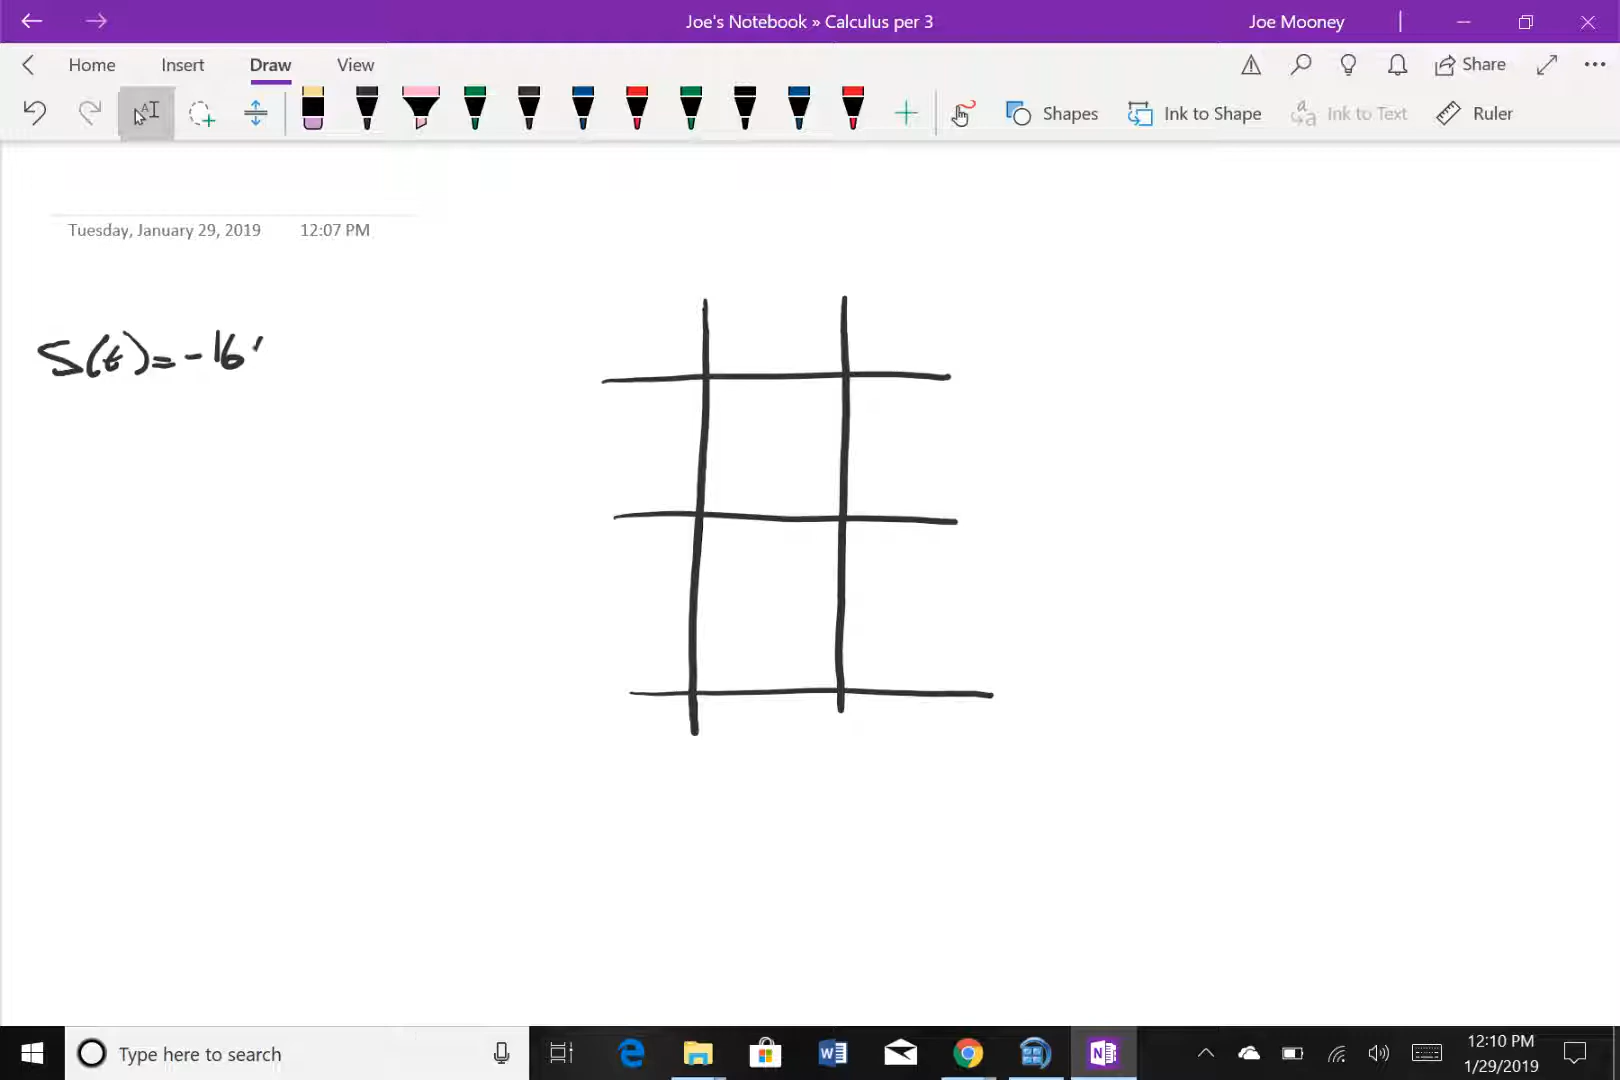 Joe's Notebook » Calculus per 3
Joe Mooney
Home Insert Draw View
Share
Shapes
Ink to Shape
Ink to Text
Ruler
Tuesday, January 29, 2019 12:07 PM
S(t)=-16
Type here to search
12:10 PM
1/29/2019